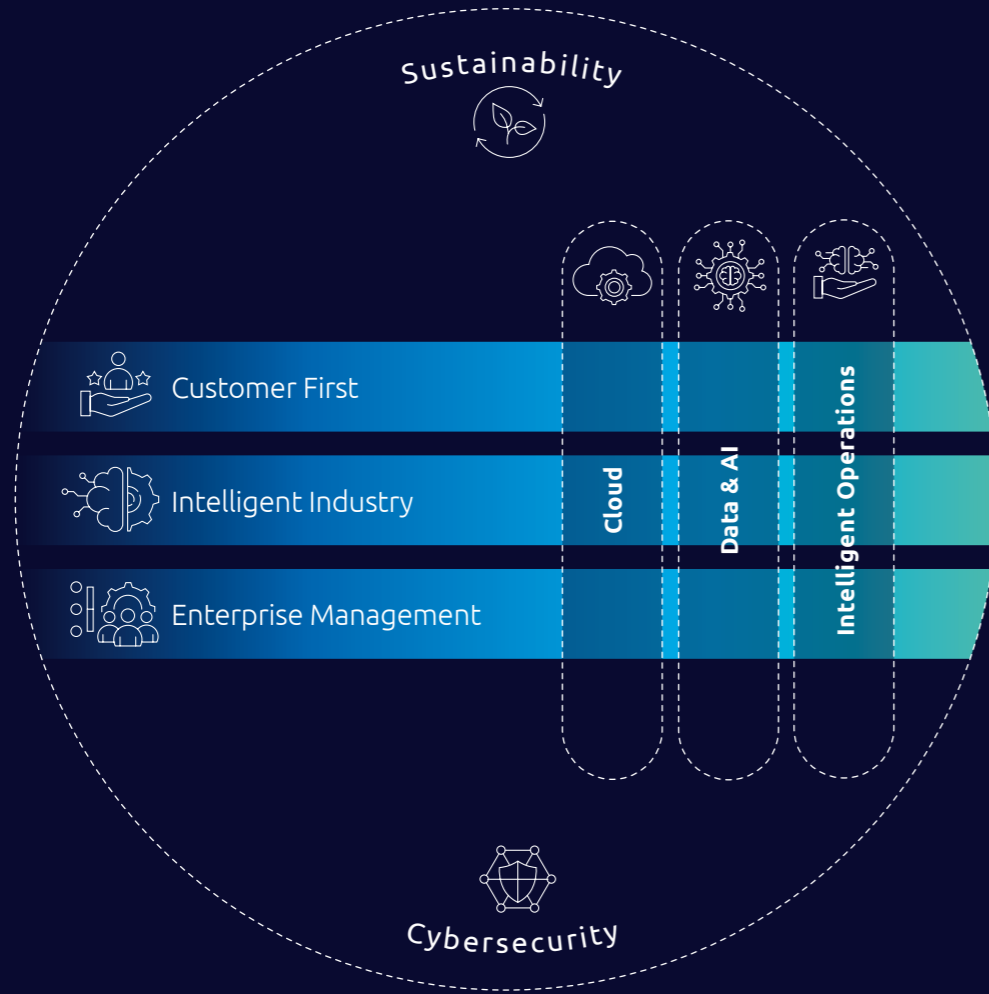 Sustainability
Customer First
Intelligent Industry
Enterprise Management
Cloud
Data & AI
Intelligent Operations
Cybersecurity